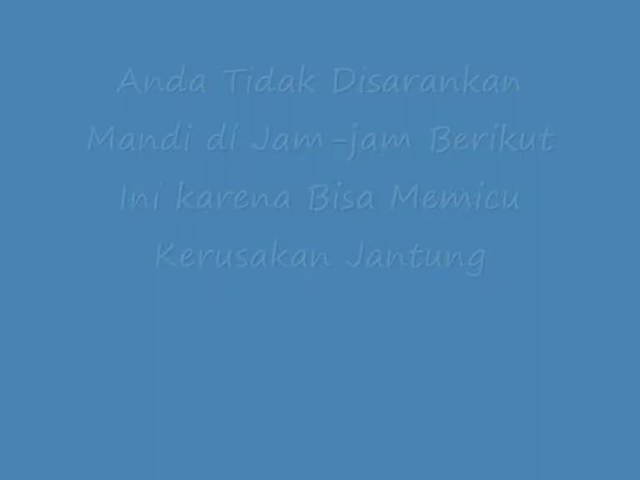 Anda Tidak Disarankan
Mandi di Jam-jam Berikut
Ini karena Bisa Memicu
Kerusakan Jantung